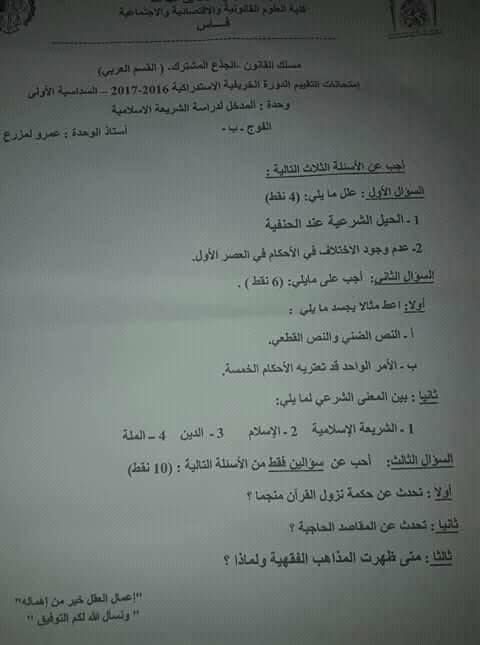 كلية العلوم القانونية والاقتصادية والاجتماعية
فــاس
مسلك القانون -الجذع المشترك- ( القسم العربي)
إمتحانات التقييم الدورة الخريفية الاستدراكية 2016-2017 – السداسية الأولى
وحدة : المدخل لدراسة الشريعة الاسلامية
الفوج -ب- أستاذ الوحدة : عمرو لمزرع
أجب عن الأسئلة الثلاث التالية :
السؤال الأول : علل ما يلي: (4 نقط)
1 - الحيل الشرعية عند الحنفية
2- عدم وجود الاختلاف في الأحكام في العصر الأول.
السؤال الثاني: أجب على مايلي: (6 نقط) .
أولا: اعط مثالا يجسد ما يلي :
أ - النص الضني والنص القطعي.
ب - الأمر الواحد قد تعتريه الأحكام الخمسة.
ثانيا : بين المعنى الشرعي لما يلي:
1 - الشريعة الإسلامية 2 - الإسلام 3 - الدين 4 – الملة
السؤال الثالث: أحب عن سؤالين فقط من الأسئلة التالية : (10 نقط)
أولا : تحدث عن حكمة نزول القرآن منجما ؟
ثانيا : تحدث عن المقاصد الحاجية ؟
ثالثا : متى ظهرت المذاهب الفقهية ولماذا ؟
"إعمال العقل خير من إهماله"
" ونسأل الله لكم التوفيق "